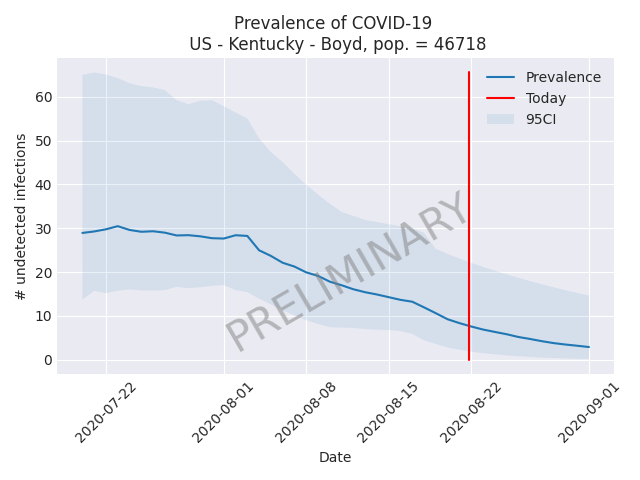 Prevalence of COVID-19
US - Kentucky - Boyd, pop. = 46718
# undetected infections
60
50
40
30
20
10
0
Prevalence
Today
95CI
PRELIMINARY
2020-07-22
2020-08-01
2020-08-08
2020-08-15
2020-08-22
2020-09-01
Date